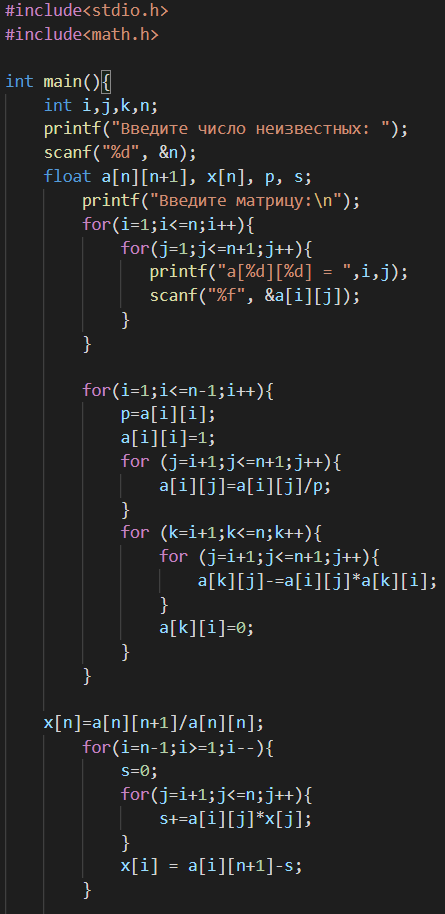 #include<stdio.h>
#include<math.h>

int main(){
    int i,j,k,n;
    printf("Введите число неизвестных: ");
    scanf("%d", &n);
    float a[n][n+1], x[n], p, s;
        printf("Введите матрицу:\n");
        for(i=1;i<=n;i++){
            for(j=1;j<=n+1;j++){
               printf("a[%d][%d] = ",i,j);
               scanf("%f", &a[i][j]);
            }
        }

        for(i=1;i<=n-1;i++){
            p=a[i][i];
            a[i][i]=1;
            for (j=i+1;j<=n+1;j++){
                a[i][j]=a[i][j]/p;
            }
            for (k=i+1;k<=n;k++){
                for (j=i+1;j<=n+1;j++){
                    a[k][j]-=a[i][j]*a[k][i];
                }
                a[k][i]=0;
            }
        }

    x[n]=a[n][n+1]/a[n][n];
        for(i=n-1;i>=1;i--){
            s=0;
            for(j=i+1;j<=n;j++){
                s+=a[i][j]*x[j];
            }
            x[i] = a[i][n+1]-s;
        }